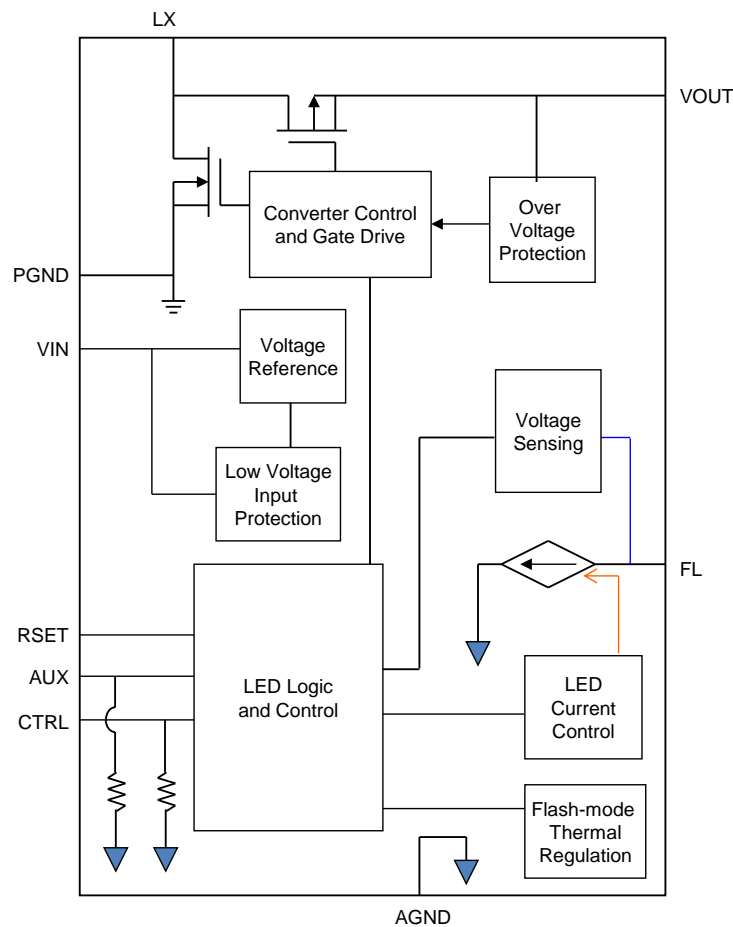 LX
VOUT
Converter Control
and Gate Drive
Over
Voltage
Protection
PGND
VIN
Voltage
Reference
Voltage
Sensing
Low Voltage
Input
Protection
FL
RSET
AUX
CTRL
LED Logic
and Control
LED
Current
Control
Flash-mode
Thermal
Regulation
AGND